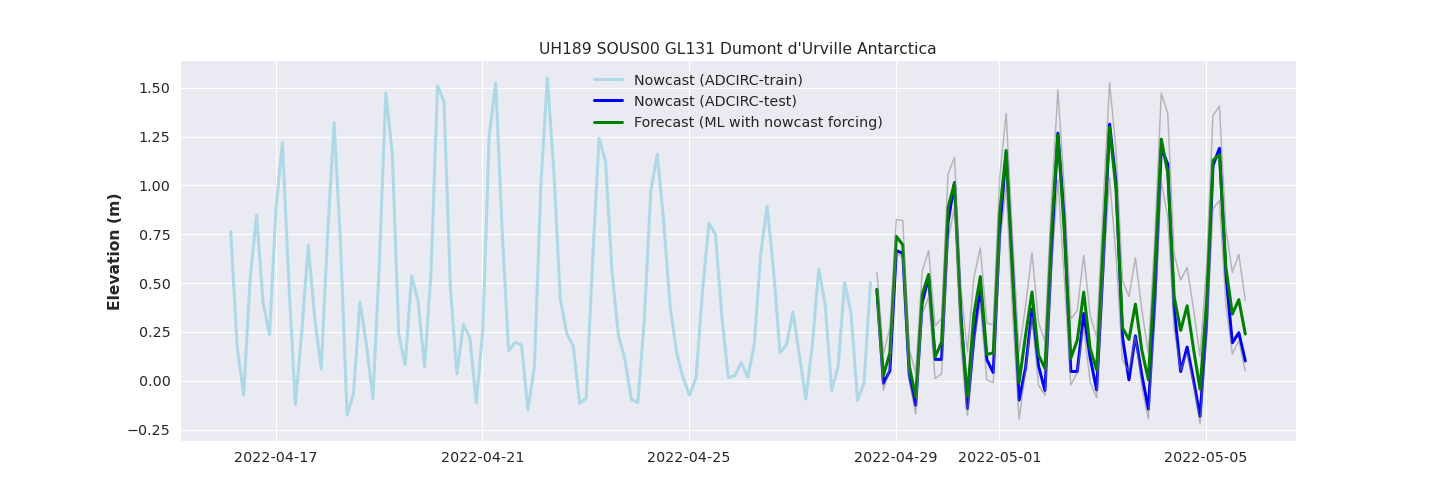 UH189 SOUS00 GL131 Dumont d'Urville Antarctica
Nowcast (ADCIRC-train)
Nowcast (ADCIRC-test)
Forecast (ML with nowcast forcing)
Elevation (m)
1.50
1.25
1.00
0.75
0.50
0.25
0.00
−0.25
2022-04-17 2022-04-21 2022-04-25 2022-04-29 2022-05-01 2022-05-05